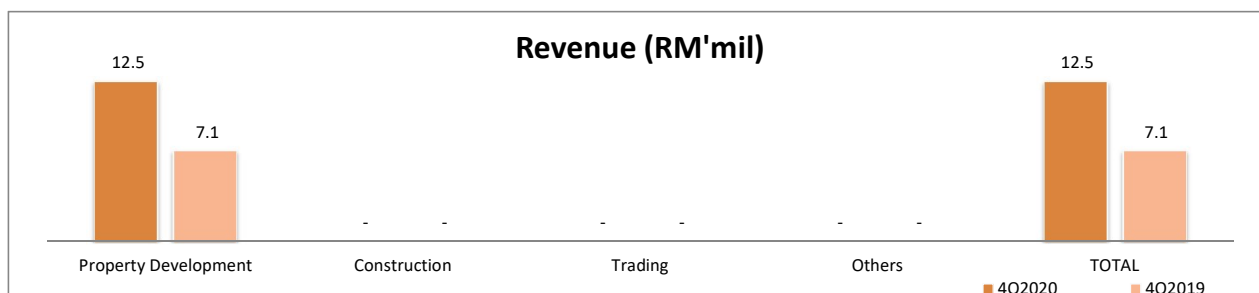 Revenue (RM'mil)
12.5 7.1 - - - - - - 12.5 7.1
Property Development Construction Trading Others TOTAL
4Q2020 4Q2019